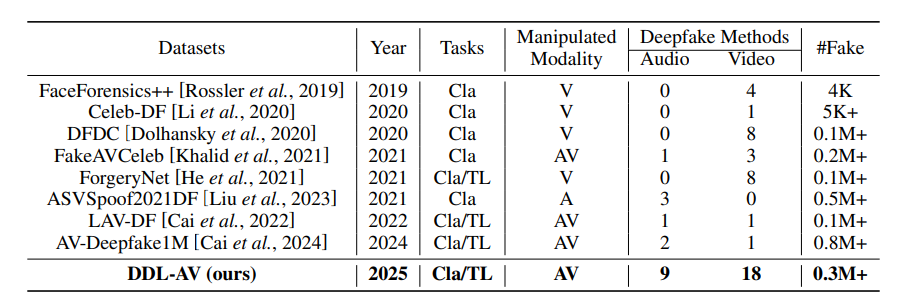 Datasets Year Tasks Manipulated Modality Deepfake Methods #Fake
Audio Video
FaceForensics++ [Rossler et al., 2019] 2019 Cla V 0 4 4K
Celeb-DF [Li et al., 2020] 2020 Cla V 0 1 5K+
DFDC [Dolhansky et al., 2020] 2020 Cla V 0 8 0.1M+
FakeAVCeleb [Khalid et al., 2021] 2021 Cla AV 1 3 0.2M+
ForgeryNet [He et al., 2021] 2021 Cla/TL V 0 8 0.1M+
ASVSpoof2021DF [Liu et al., 2023] 2021 Cla A 3 0 0.5M+
LAV-DF [Cai et al., 2022] 2022 Cla/TL AV 1 1 0.1M+
AV-Deepfake1M [Cai et al., 2024] 2024 Cla/TL AV 2 1 0.8M+
DDL-AV (ours) 2025 Cla/TL AV 9 18 0.3M+